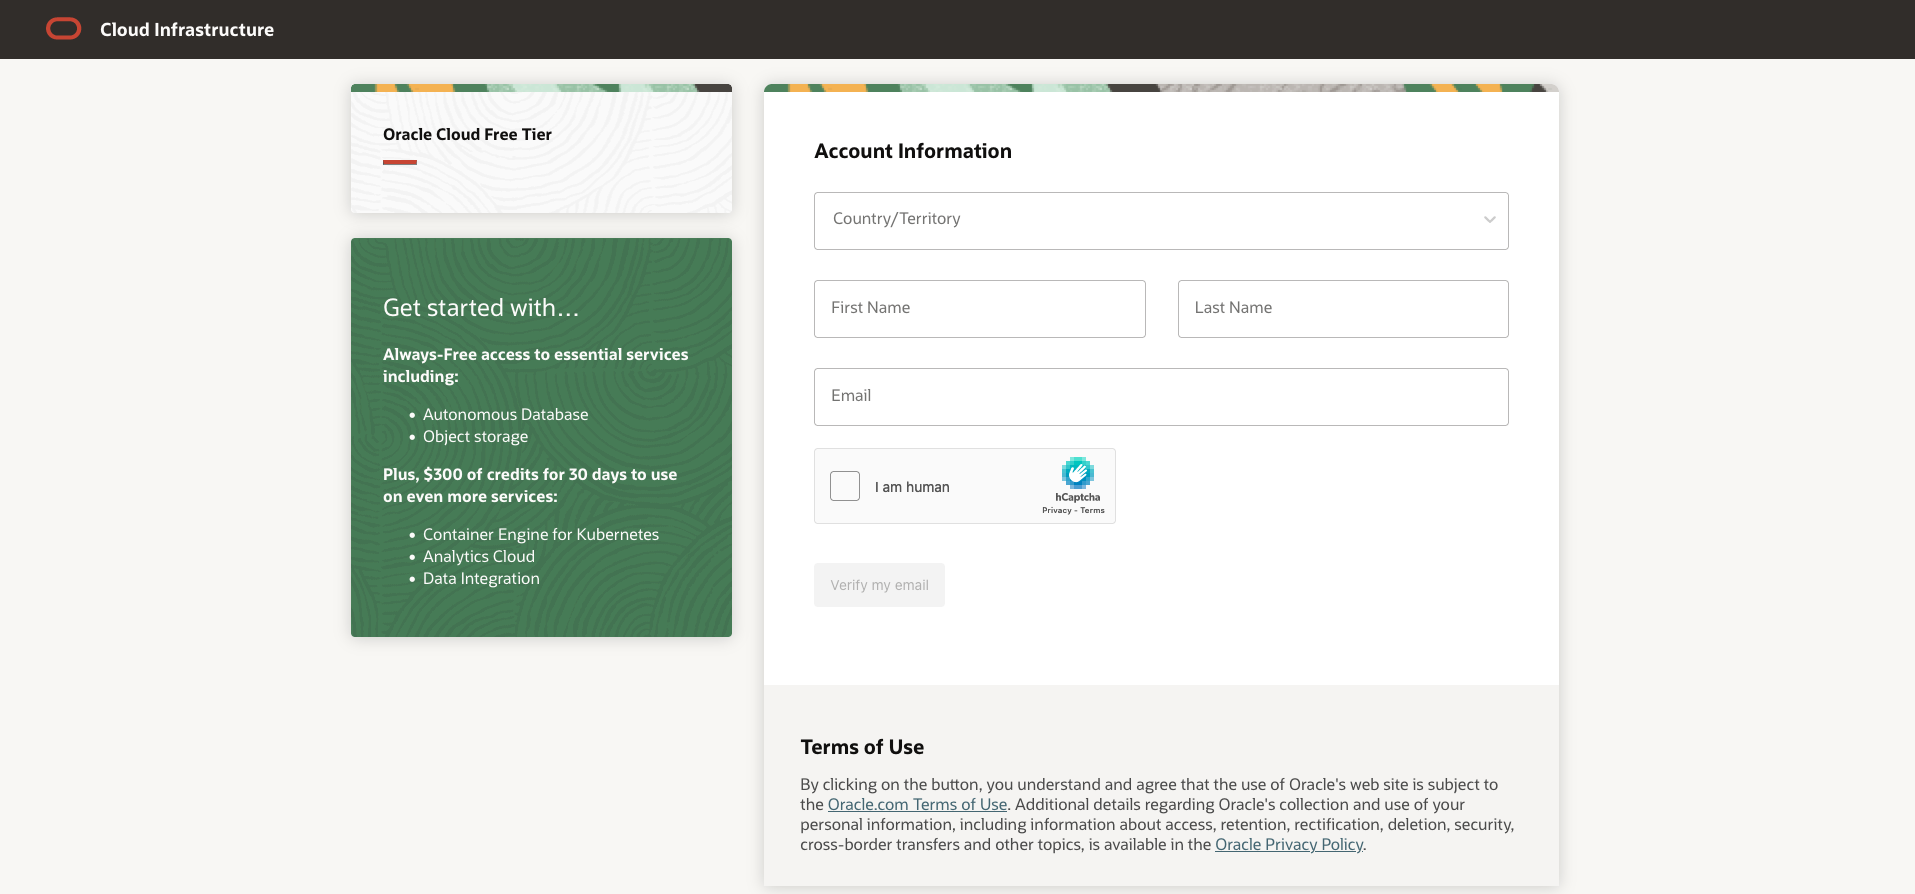 Cloud Infrastructure
Oracle Cloud Free Tier
Get started with...
Always-Free access to essential services
including:
• Autonomous Database
• Object storage
Plus, $300 of credits for 30 days to use
on even more services:
• Container Engine for Kubernetes
• Analytics Cloud
• Data Integration
Account Information
Country/Territory
First Name
Last Name
Email
I am human
hCaptcha
Privacy - Terms
Verify my email
Terms of Use
By clicking on the button, you understand and agree that the use of Oracle's web site is subject to
the Oracle.com Terms of Use. Additional details regarding Oracle's collection and use of your
personal information, including information about access, retention, rectification, deletion, security,
cross-border transfers and other topics, is available in the Oracle Privacy Policy.